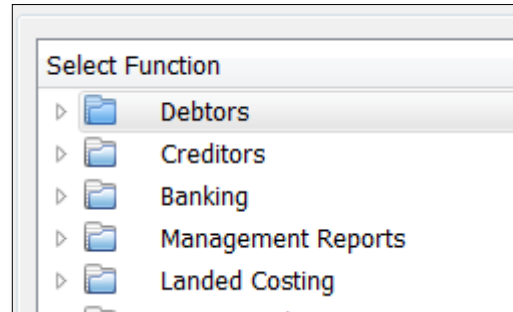 Select Function
Debtors
Creditors
Banking
Management Reports
Landed Costing